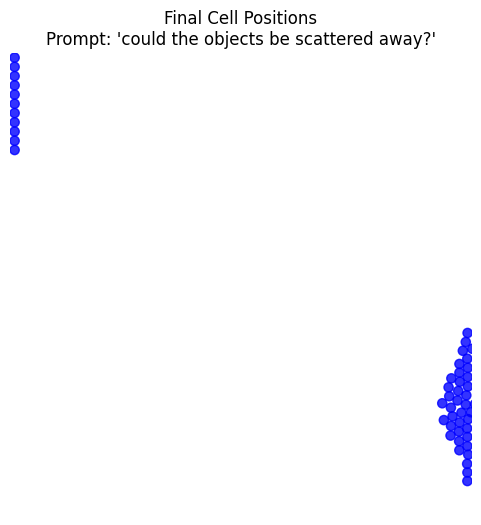 Final Cell Positions
Prompt: 'could the objects be scattered away?'